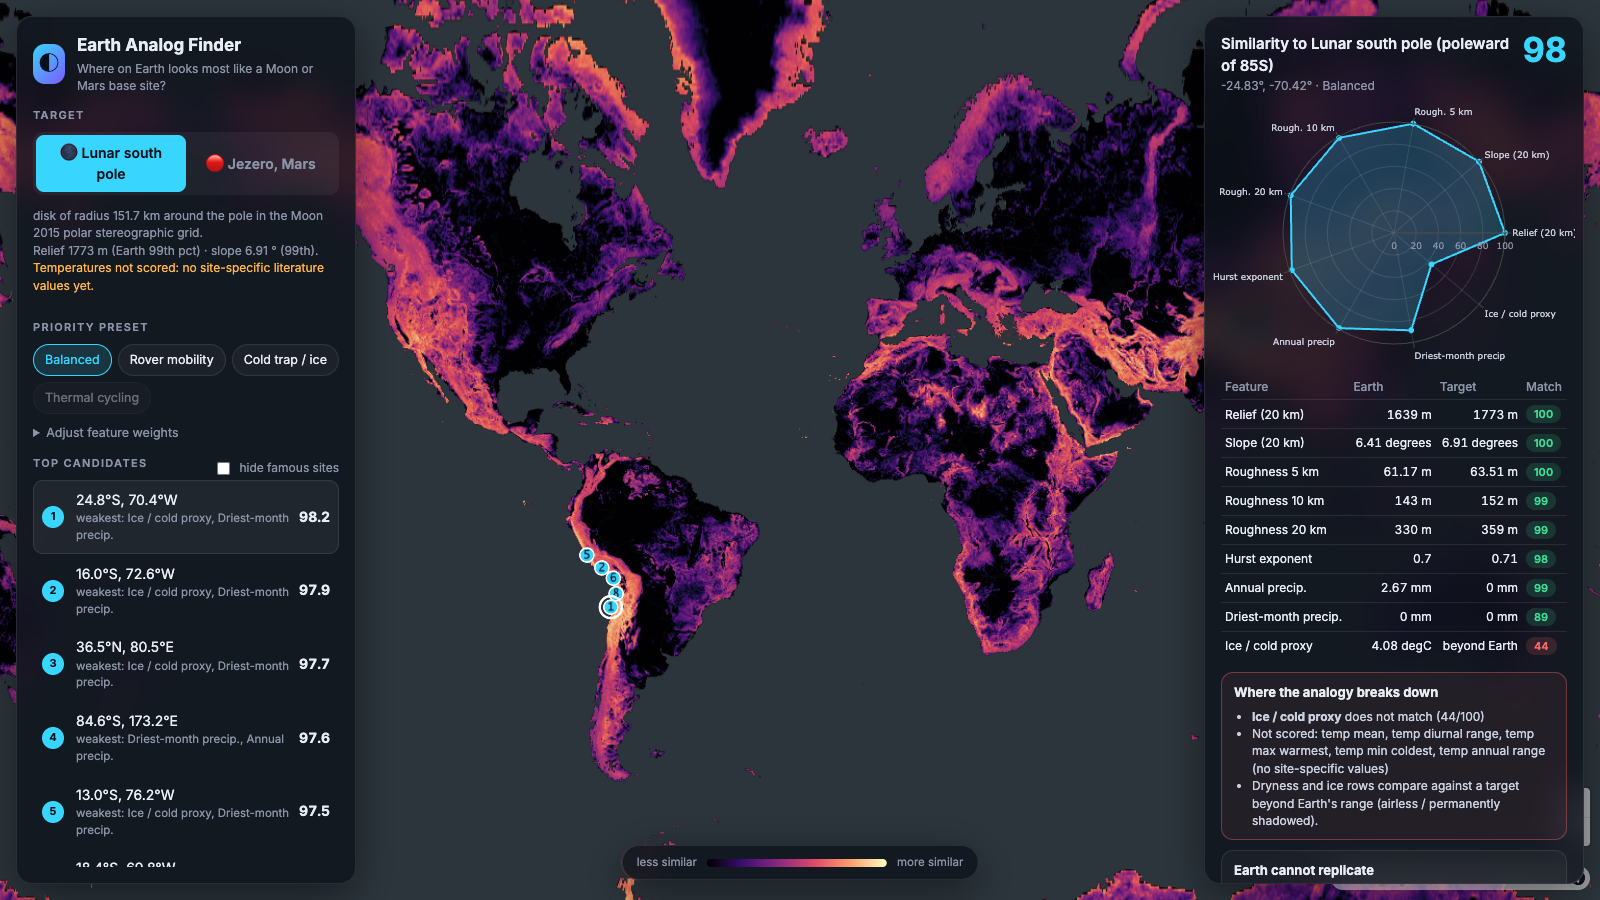 Earth Analog Finder
Where on Earth looks most like a Moon or
Mars base site?
TARGET
Lunar south
pole
Jezero, Mars
disk of radius 151.7 km around the pole in the Moon
2015 polar stereographic grid.
Relief 1773 m (Earth 99th pct) · slope 6.91 ° (99th).
Temperatures not scored: no site-specific literature
values yet.
PRIORITY PRESET
Balanced
Rover mobility
Cold trap / ice
Thermal cycling
Adjust feature weights
TOP CANDIDATES
hide famous sites
1
24.8°S, 70.4°W
weakest: Ice / cold proxy, Driest-month
precip.
98.2
2
16.0°S, 72.6°W
weakest: Ice / cold proxy, Driest-month
precip.
97.9
3
36.5°N, 80.5°E
weakest: Ice / cold proxy, Driest-month
precip.
97.7
4
84.6°S, 173.2°E
weakest: Driest-month precip., Annual
precip.
97.6
5
13.0°S, 76.2°W
weakest: Ice / cold proxy, Driest-month
precip.
97.5
5
2
6
1
less similar
more similar
Similarity to Lunar south pole (poleward
of 85S)
98
-24.83°, -70.42° · Balanced
Rough. 5 km
Rough. 10 km
Slope (20 km)
Rough. 20 km
Relief (20 km)
0 20 40 60 80 100
Hurst exponent
Ice / cold proxy
Annual precip
Driest-month precip
Feature Earth Target Match
Relief (20 km) 1639 m 1773 m 100
Slope (20 km) 6.41 degrees 6.91 degrees 100
Roughness 5 km 61.17 m 63.51 m 100
Roughness 10 km 143 m 152 m 99
Roughness 20 km 330 m 359 m 99
Hurst exponent 0.7 0.71 98
Annual precip. 2.67 mm 0 mm 99
Driest-month precip. 0 mm 0 mm 89
Ice / cold proxy 4.08 degC beyond Earth 44
Where the analogy breaks down
• Ice / cold proxy does not match (44/100)
• Not scored: temp mean, temp diurnal range, temp
max warmest, temp min coldest, temp annual range
(no site-specific values)
• Dryness and ice rows compare against a target
beyond Earth's range (airless / permanently
shadowed).
Earth cannot replicate